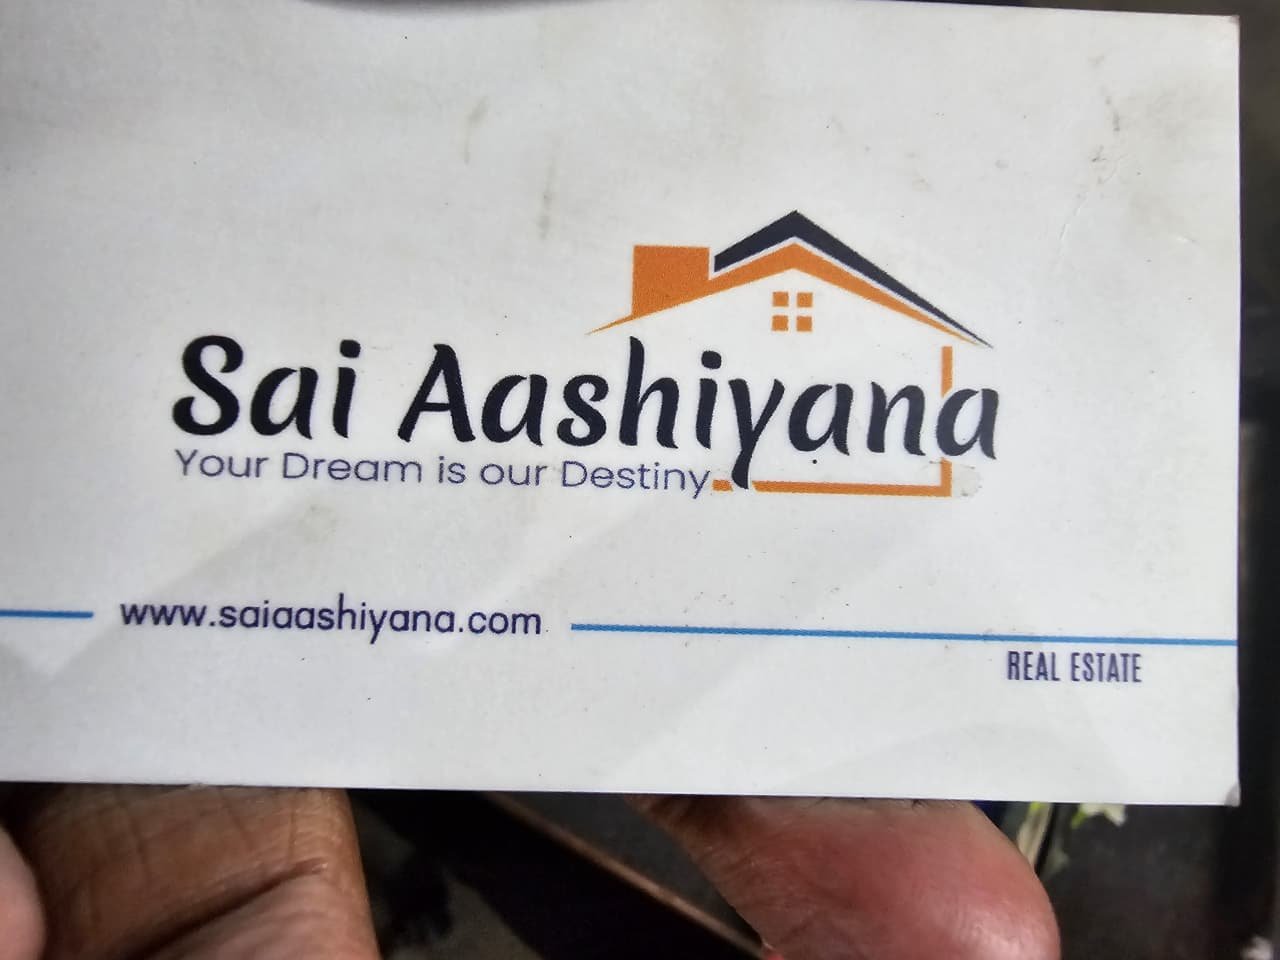 Sai Aashiyana
Your Dream is our Destiny
www.saiaashiyana.com
REAL ESTATE